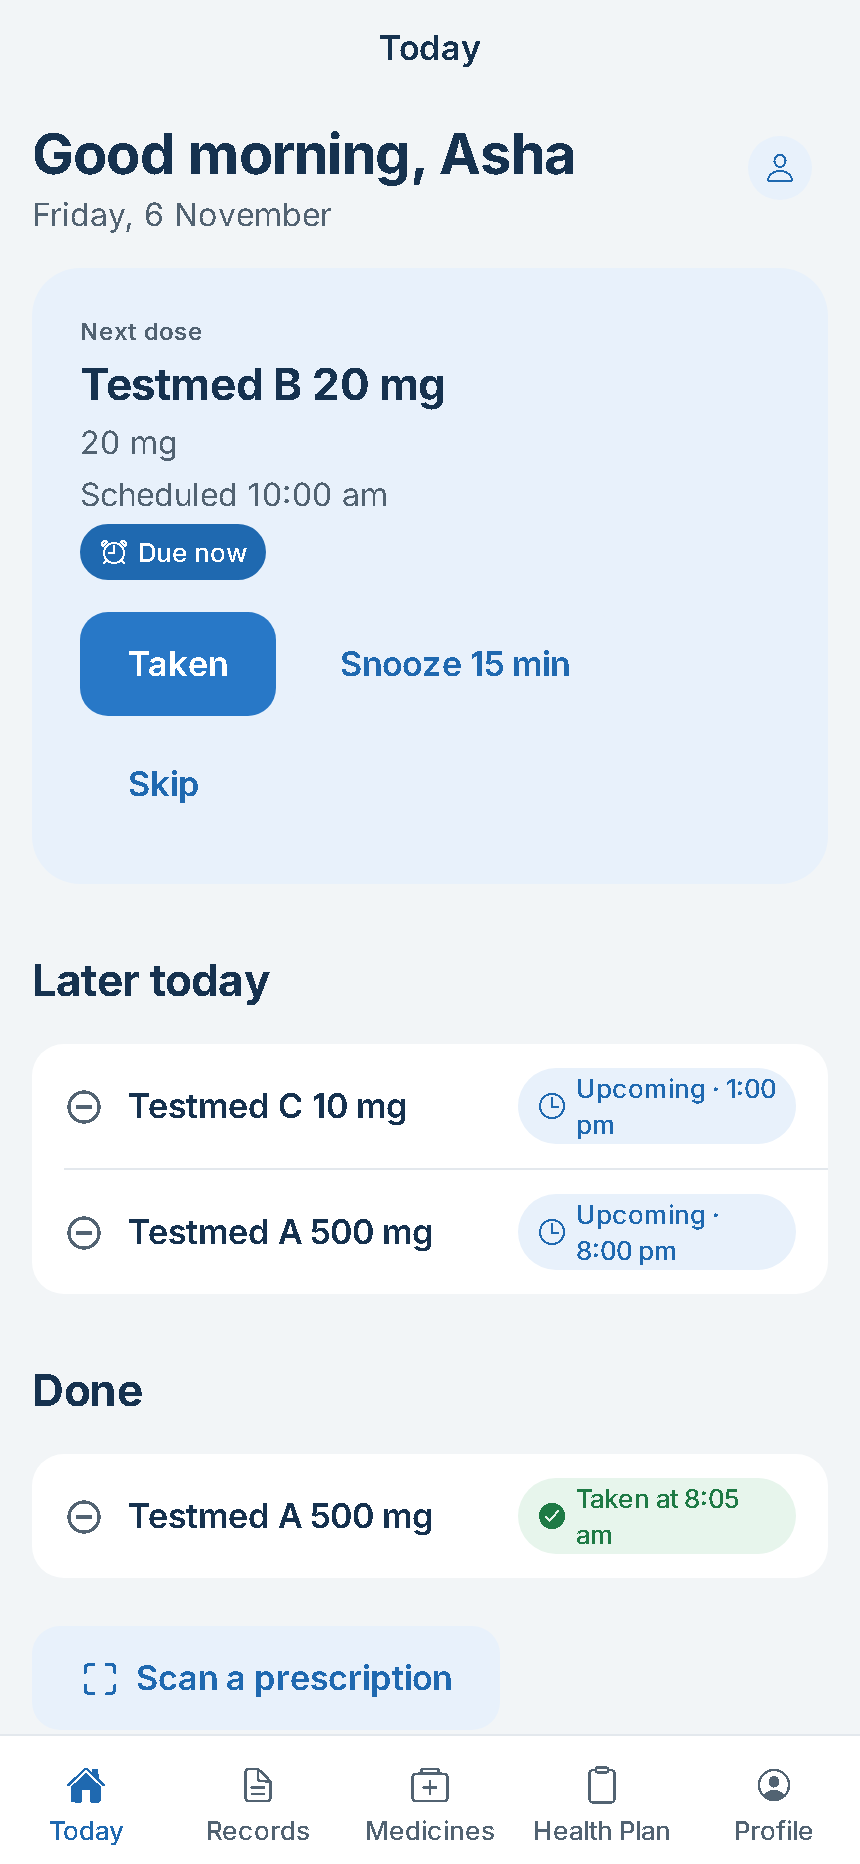 Today
Good morning, Asha
Friday, 6 November
Next dose
Testmed B 20 mg
20 mg
Scheduled 10:00 am
Due now
Taken
Snooze 15 min
Skip
Later today
Testmed C 10 mg
Upcoming · 1:00
pm
Testmed A 500 mg
Upcoming ·
8:00 pm
Done
Testmed A 500 mg
Taken at 8:05
am
Scan a prescription
Today
Records
Medicines
Health Plan
Profile